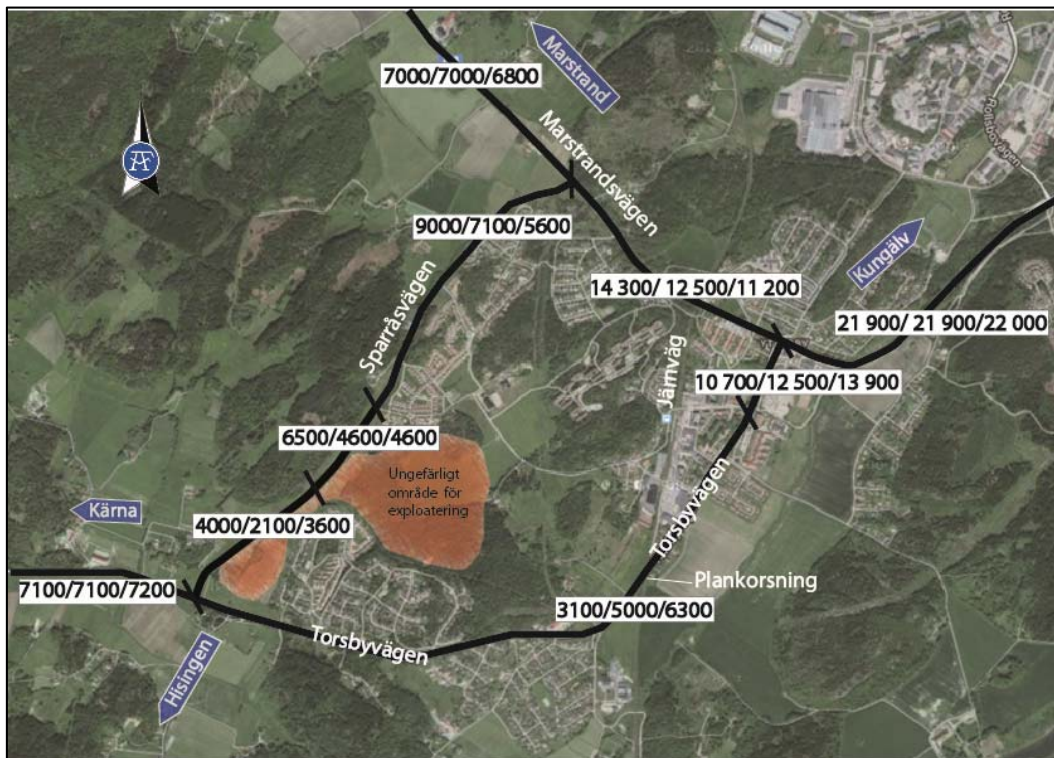 Marstrand
7000/7000/6800
Marstrandsvägen
Rollsbovägen
9000/7100/5600
Kungälv
14 300/ 12 500/11 200
Sparråsvägen
21 900/ 21 900/22 000
Järnväg
10 700/12 500/13 900
6500/4600/4600
Ungefärligt
område för
exploatering
Kärna
4000/2100/3600
Torsbyvägen
Plankorsning
7100/7100/7200
3100/5000/6300
Torsbyvägen
Hisingen